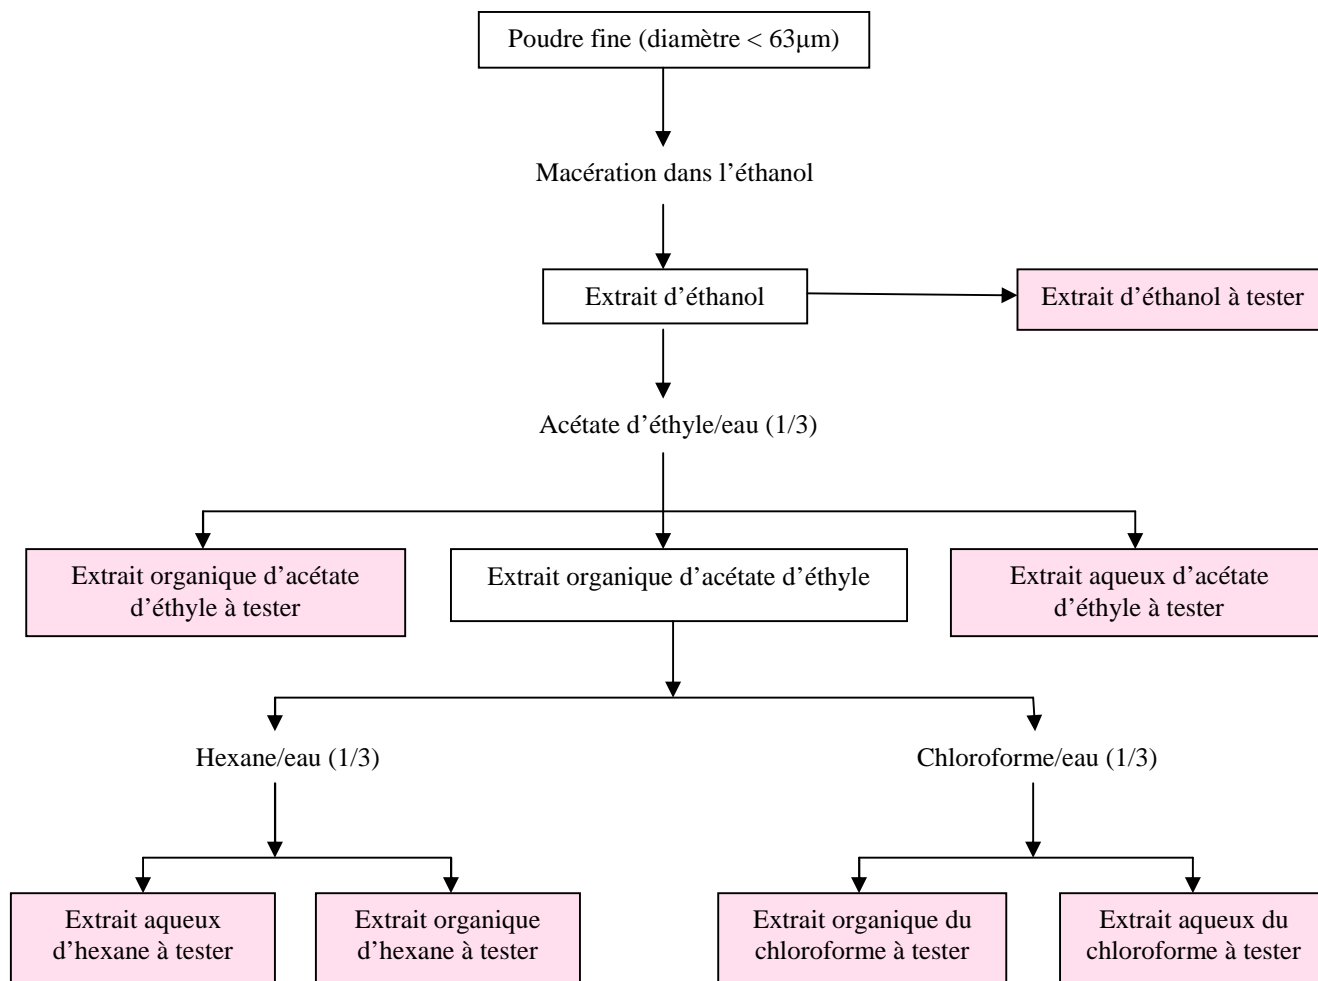 Poudre fine (diamètre < 63µm)
Macération dans l’éthanol
Extrait d’éthanol
Extrait d’éthanol à tester
Acétate d’éthyle/eau (1/3)
Extrait organique d’acétate
d’éthyle à tester
Extrait organique d’acétate d’éthyle
Extrait aqueux d’acétate
d’éthyle à tester
Hexane/eau (1/3)
Chloroforme/eau (1/3)
Extrait aqueux
d’hexane à tester
Extrait organique
d’hexane à tester
Extrait organique du
chloroforme à tester
Extrait aqueux du
chloroforme à tester